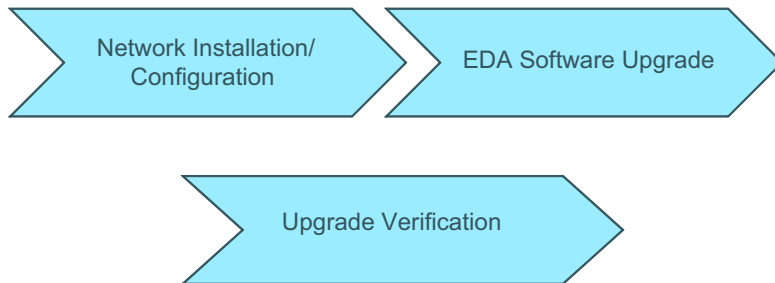 Network Installation/
Configuration
EDA Software Upgrade
Upgrade Verification